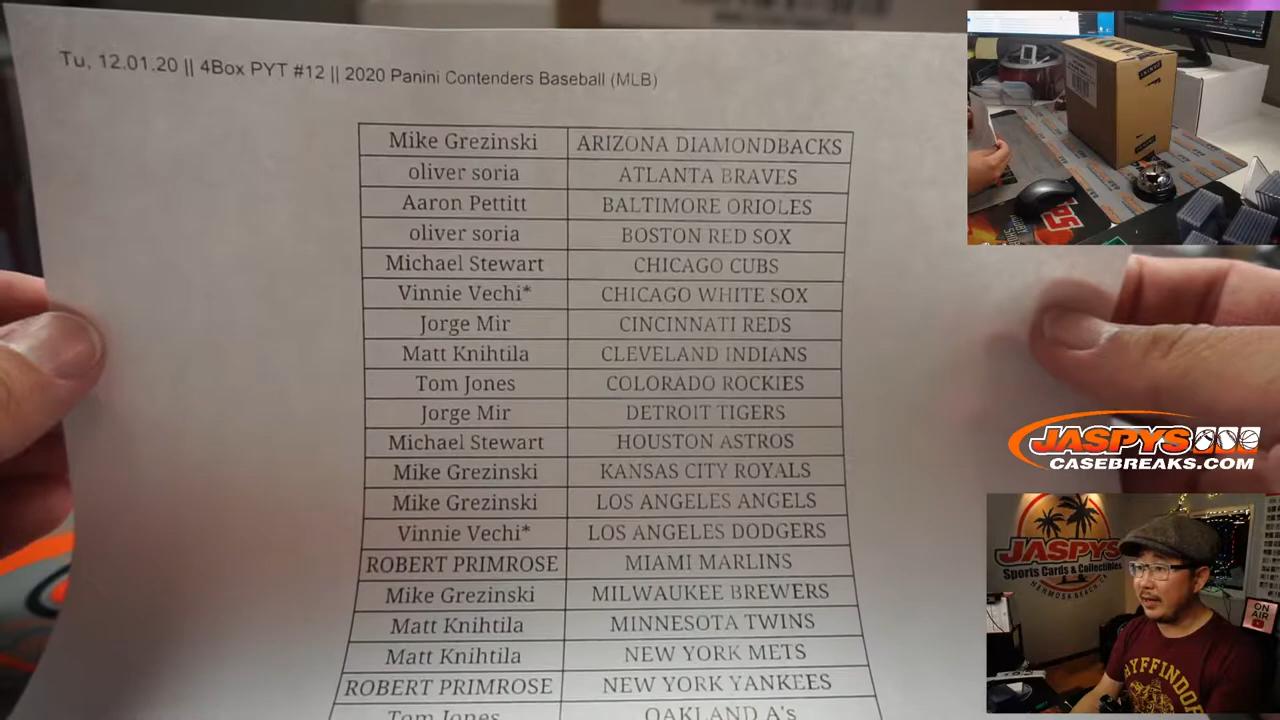 Tu, 12.01.20 || 4Box PYT #12 || 2020 Panini Contenders Baseball (MLB)
Mike Grezinski ARIZONA DIAMONDBACKS
oliver soria ATLANTA BRAVES
Aaron Pettitt BALTIMORE ORIOLES
oliver soria BOSTON RED SOX
Michael Stewart CHICAGO CUBS
Vinnie Vechi* CHICAGO WHITE SOX
Jorge Mir CINCINNATI REDS
Matt Knihtila CLEVELAND INDIANS
Tom Jones COLORADO ROCKIES
Jorge Mir DETROIT TIGERS
Michael Stewart HOUSTON ASTROS
Mike Grezinski KANSAS CITY ROYALS
Mike Grezinski LOS ANGELES ANGELS
Vinnie Vechi* LOS ANGELES DODGERS
ROBERT PRIMROSE MIAMI MARLINS
Mike Grezinski MILWAUKEE BREWERS
Matt Knihtila MINNESOTA TWINS
Matt Knihtila NEW YORK METS
ROBERT PRIMROSE NEW YORK YANKEES
Tom Jones OAKLAND A's
JASPYS
CASEBREAKS.COM
JASPYS
Sports Cards & Collectibles
HERMOSA BEACH, CA
ON
AIR
GRYFFINDOR